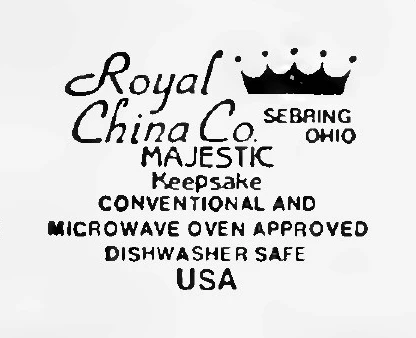 Royal
China Co. SEBRING
OHIO
MAJESTIC
Keepsake
CONVENTIONAL AND
MICROWAVE OVEN APPROVED
DISHWASHER SAFE
USA